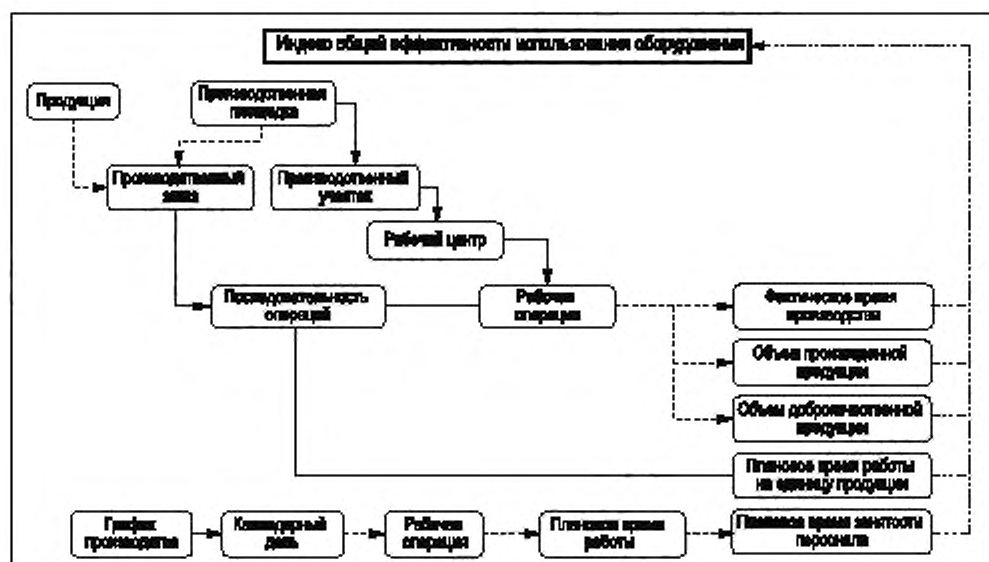 Индекс общей эффективности использования оборудования
Продукция
Производственная
площадка
Производственный
заказ
Производственный
участок
Рабочий центр
Последовательность
операций
Рабочая
операция
Фактическое время
производства
Объем произведенной
продукции
Объем доброкачественной
продукции
Плановое время работы
на единицу продукции
График
производства
Календарный
день
Рабочая
операция
Плановое время
работы
Плановое время занятости
персонала